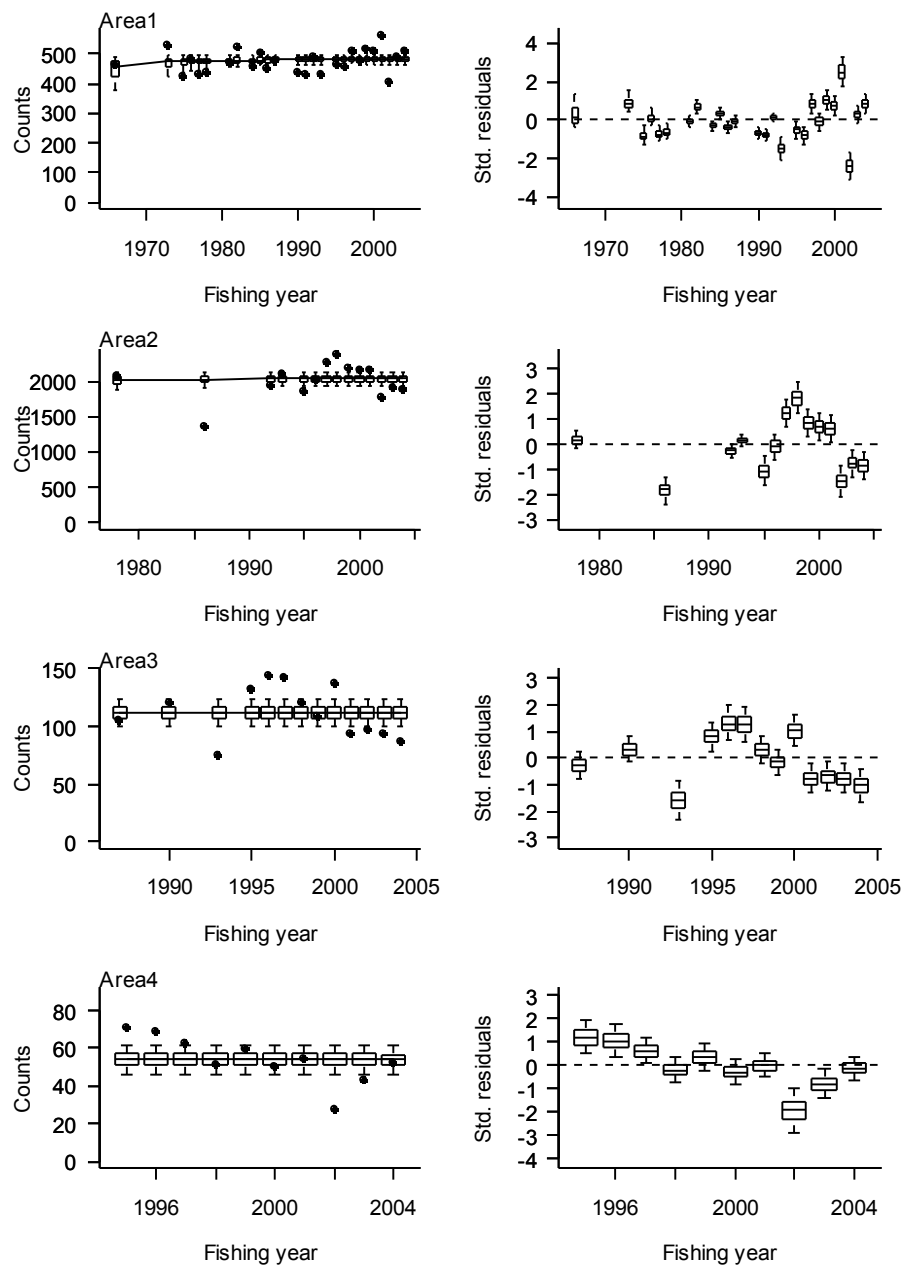 Area1
500
400
300
200
100
0
Counts
1970 1980 1990 2000
Fishing year
4
2
0
-2
-4
Std. residuals
1970 1980 1990 2000
Fishing year
Area2
2000
1500
1000
500
0
Counts
1980 1990 2000
Fishing year
3
2
1
0
-1
-2
-3
Std. residuals
1980 1990 2000
Fishing year
Area3
150
100
50
0
Counts
1990 1995 2000 2005
Fishing year
3
2
1
0
-1
-2
-3
Std. residuals
1990 1995 2000 2005
Fishing year
Area4
80
60
40
20
0
Counts
1996 2000 2004
Fishing year
3
2
1
0
-1
-2
-3
-4
Std. residuals
1996 2000 2004
Fishing year